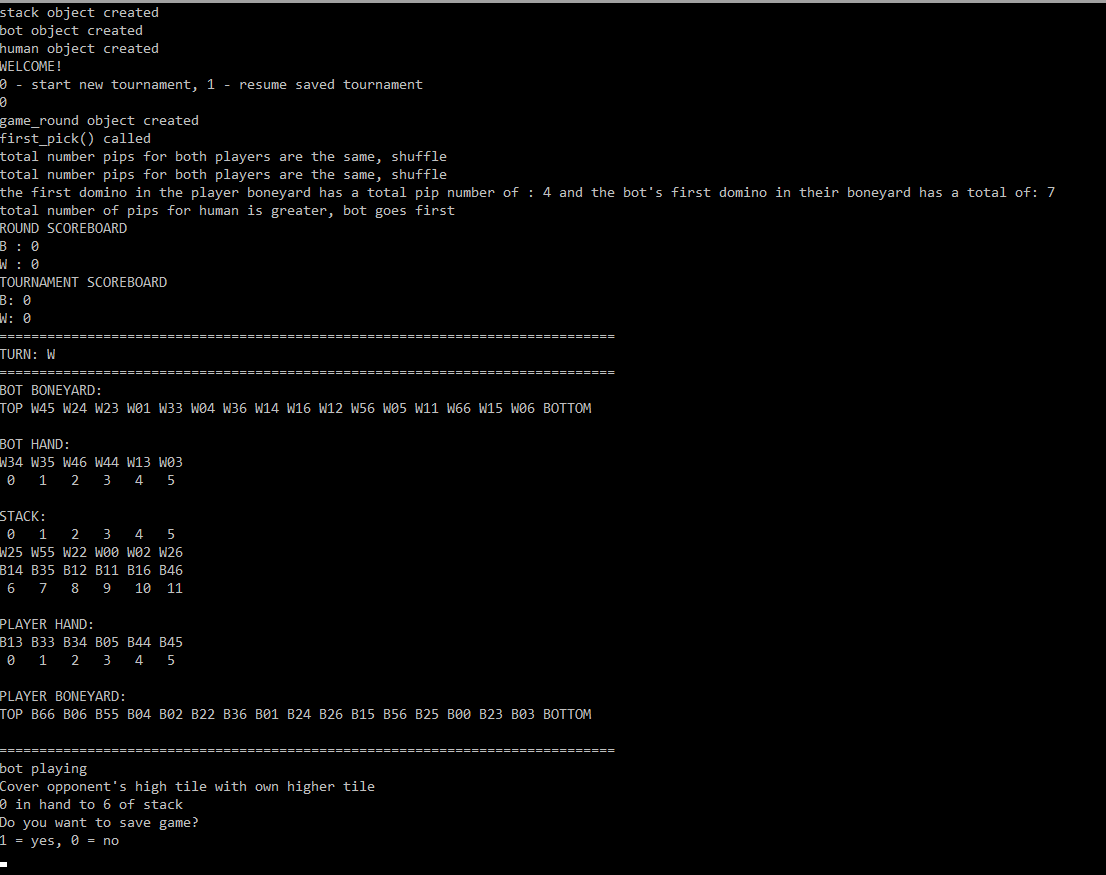 stack object created
bot object created
human object created
WELCOME!
0 - start new tournament, 1 - resume saved tournament
0
game_round object created
first_pick() called
total number pips for both players are the same, shuffle
total number pips for both players are the same, shuffle
the first domino in the player boneyard has a total pip number of : 4 and the bot's first domino in their boneyard has a total of: 7
total number of pips for human is greater, bot goes first
ROUND SCOREBOARD
B : 0
W : 0
TOURNAMENT SCOREBOARD
B: 0
W: 0
=============================================================================
TURN: W
=============================================================================
BOT BONEYARD:
TOP W45 W24 W23 W01 W33 W04 W36 W14 W16 W12 W56 W05 W11 W66 W15 W06 BOTTOM
BOT HAND:
W34 W35 W46 W44 W13 W03
0 1 2 3 4 5
STACK:
0 1 2 3 4 5
W25 W55 W22 W00 W02 W26
B14 B35 B12 B11 B16 B46
6 7 8 9 10 11
PLAYER HAND:
B13 B33 B34 B05 B44 B45
0 1 2 3 4 5
PLAYER BONEYARD:
TOP B66 B06 B55 B04 B02 B22 B36 B01 B24 B26 B15 B56 B25 B00 B23 B03 BOTTOM
=============================================================================
bot playing
Cover opponent's high tile with own higher tile
0 in hand to 6 of stack
Do you want to save game?
1 = yes, 0 = no